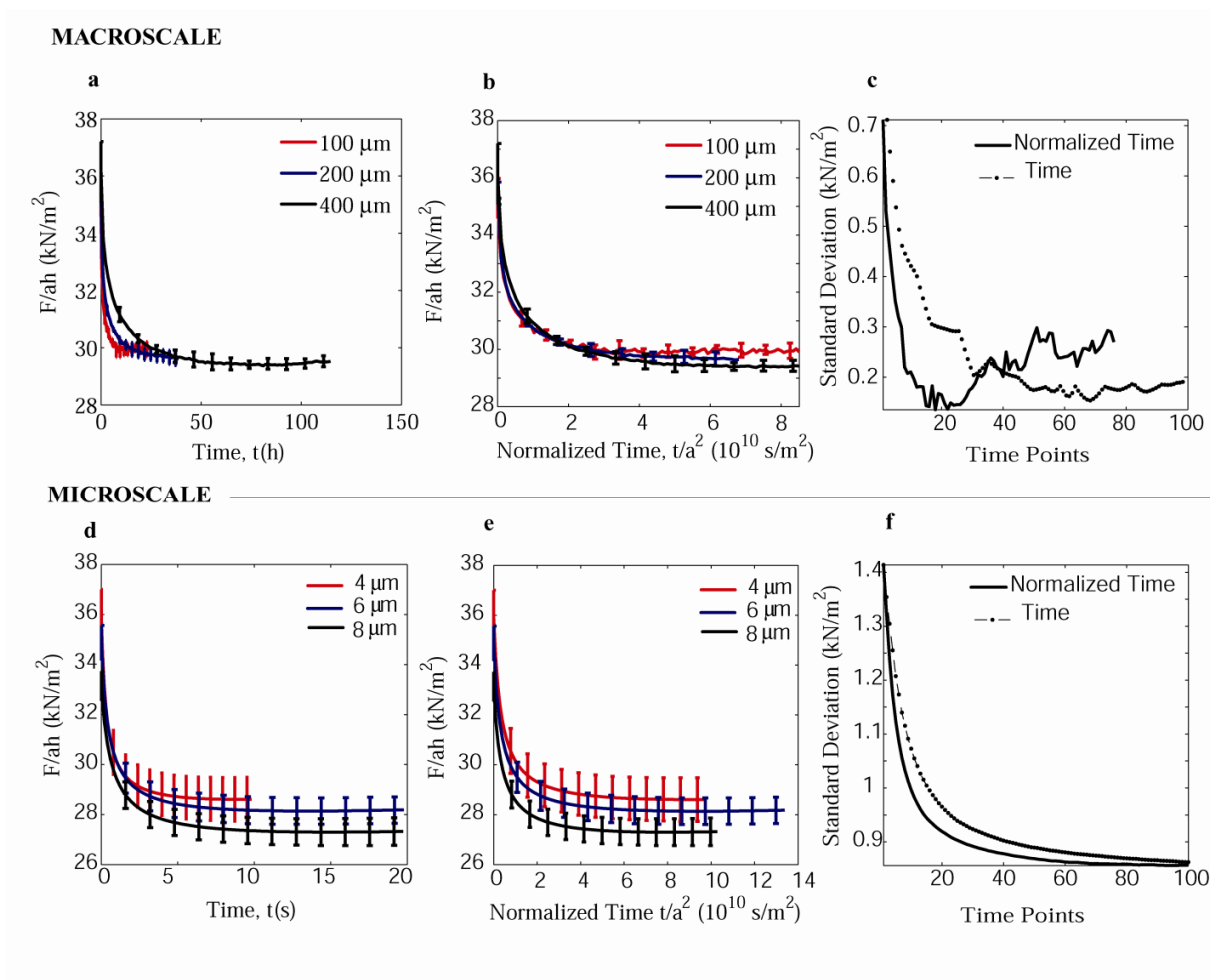 MACROSCALE
a
38
36
34
32
30
28
0
50
100
150
F/ah (kN/m²)
Time, t(h)
100 µm
200 µm
400 µm
b
38
36
34
32
30
28
0
2
4
6
8
F/ah (kN/m²)
Normalized Time, t/a² (10¹⁰ s/m²)
100 µm
200 µm
400 µm
c
0.7
0.6
0.5
0.4
0.3
0.2
20
40
60
80
100
Standard Deviation (kN/m²)
Time Points
Normalized Time
Time
MICROSCALE
d
38
36
34
32
30
28
26
0
5
10
15
20
F/ah (kN/m²)
Time, t(s)
4 µm
6 µm
8 µm
e
38
36
34
32
30
28
26
0
2
4
6
8
10
12
14
F/ah (kN/m²)
Normalized Time t/a² (10¹⁰ s/m²)
4 µm
6 µm
8 µm
f
1.4
1.3
1.2
1.1
1
0.9
20
40
60
80
100
Standard Deviation (kN/m²)
Time Points
Normalized Time
Time